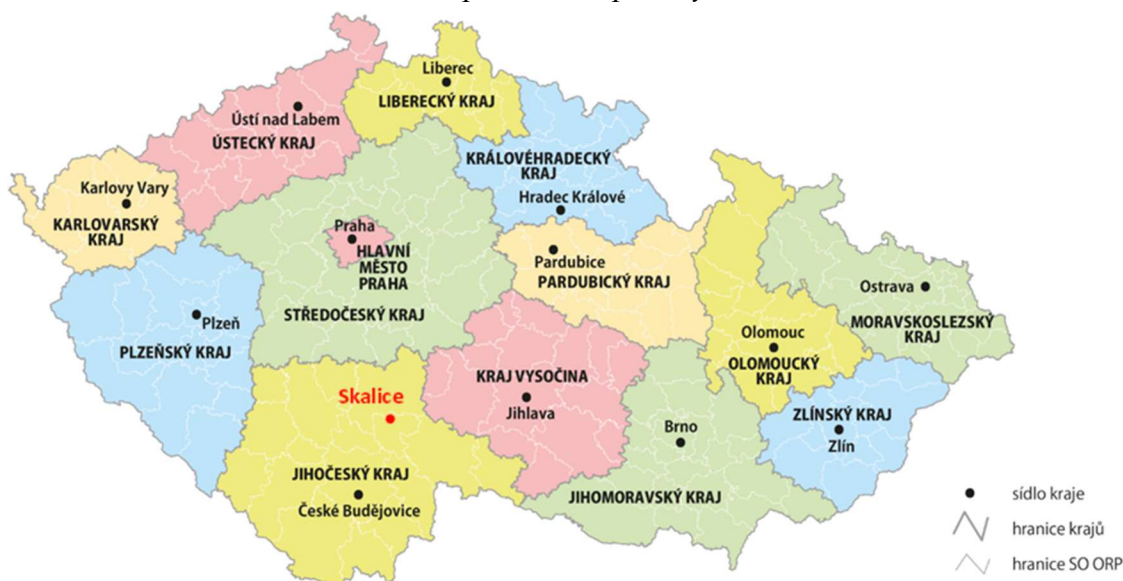 Liberec
LIBERECKÝ KRAJ
Ústí nad Labem
ÚSTECKÝ KRAJ
KRÁLOVÉHRADECKÝ
KRAJ
Hradec Králové
Karlovy Vary
KARLOVARSKÝ
KRAJ
Praha
HLAVNÍ
MĚSTO
PRAHA
Pardubice
PARDUBICKÝ KRAJ
Ostrava
MORAVSKOSLEZSKÝ
KRAJ
Plzeň
PLZEŇSKÝ KRAJ
STŘEDOČESKÝ KRAJ
Olomouc
OLOMOUCKÝ
KRAJ
KRAJ VYSOČINA
Jihlava
Skalice
ZLÍNSKÝ KRAJ
Zlín
Brno
JIHOČESKÝ KRAJ
České Budějovice
JIHOMORAVSKÝ KRAJ
sídlo kraje
hranice krajů
hranice SO ORP